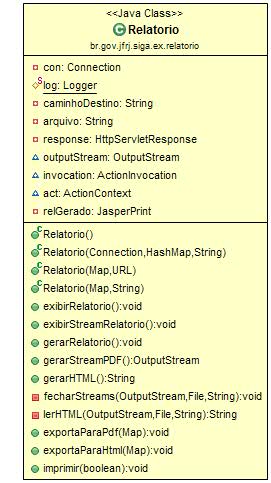 <<Java Class>>
Relatorio
br.gov.jfrj.siga.ex.relatorio
con: Connection
log: Logger
caminhoDestino: String
arquivo: String
response: HttpServletResponse
outputStream: OutputStream
invocation: ActionInvocation
act: ActionContext
relGerado: JasperPrint
Relatorio()
Relatorio(Connection,HashMap,String)
Relatorio(Map,URL)
Relatorio(Map,String)
exibirRelatorio():void
exibirStreamRelatorio():void
gerarRelatorio():void
gerarStreamPDF():OutputStream
gerarHTML():String
fecharStreams(OutputStream,File,String):void
lerHTML(OutputStream,File,String):String
exportaParaPdf(Map):void
exportaParaHtml(Map):void
imprimir(boolean):void